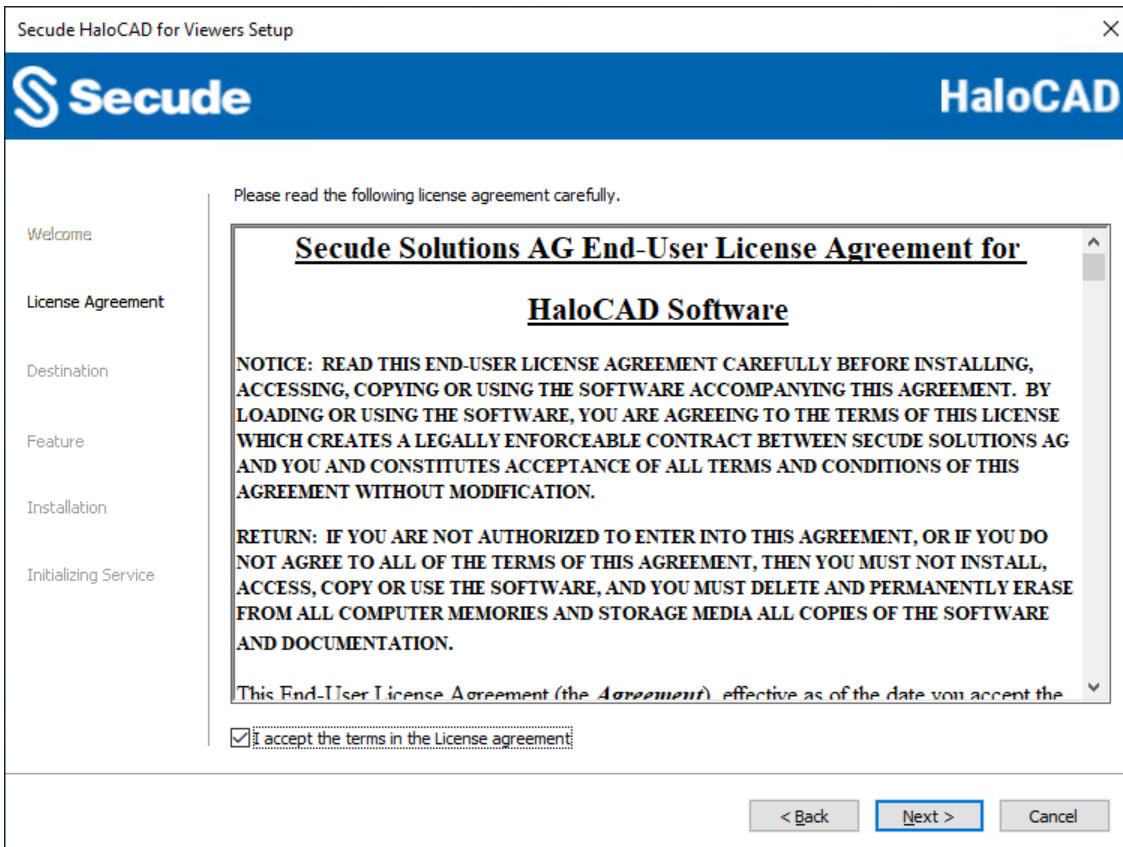 Secude HaloCAD for Viewers Setup
Secude
HaloCAD
Please read the following license agreement carefully.
Welcome
License Agreement
Destination
Feature
Installation
Initializing Service
Secude Solutions AG End-User License Agreement for
HaloCAD Software
NOTICE:  READ THIS END-USER LICENSE AGREEMENT CAREFULLY BEFORE INSTALLING,
ACCESSING, COPYING OR USING THE SOFTWARE ACCOMPANYING THIS AGREEMENT.  BY
LOADING OR USING THE SOFTWARE, YOU ARE AGREEING TO THE TERMS OF THIS LICENSE
WHICH CREATES A LEGALLY ENFORCEABLE CONTRACT BETWEEN SECUDE SOLUTIONS AG
AND YOU AND CONSTITUTES ACCEPTANCE OF ALL TERMS AND CONDITIONS OF THIS
AGREEMENT WITHOUT MODIFICATION.
RETURN:  IF YOU ARE NOT AUTHORIZED TO ENTER INTO THIS AGREEMENT, OR IF YOU DO
NOT AGREE TO ALL OF THE TERMS OF THIS AGREEMENT, THEN YOU MUST NOT INSTALL,
ACCESS, COPY OR USE THE SOFTWARE, AND YOU MUST DELETE AND PERMANENTLY ERASE
FROM ALL COMPUTER MEMORIES AND STORAGE MEDIA ALL COPIES OF THE SOFTWARE
AND DOCUMENTATION.
This End-User License Agreement (the Agreement), effective as of the date you accept the
I accept the terms in the License agreement
< Back
Next >
Cancel